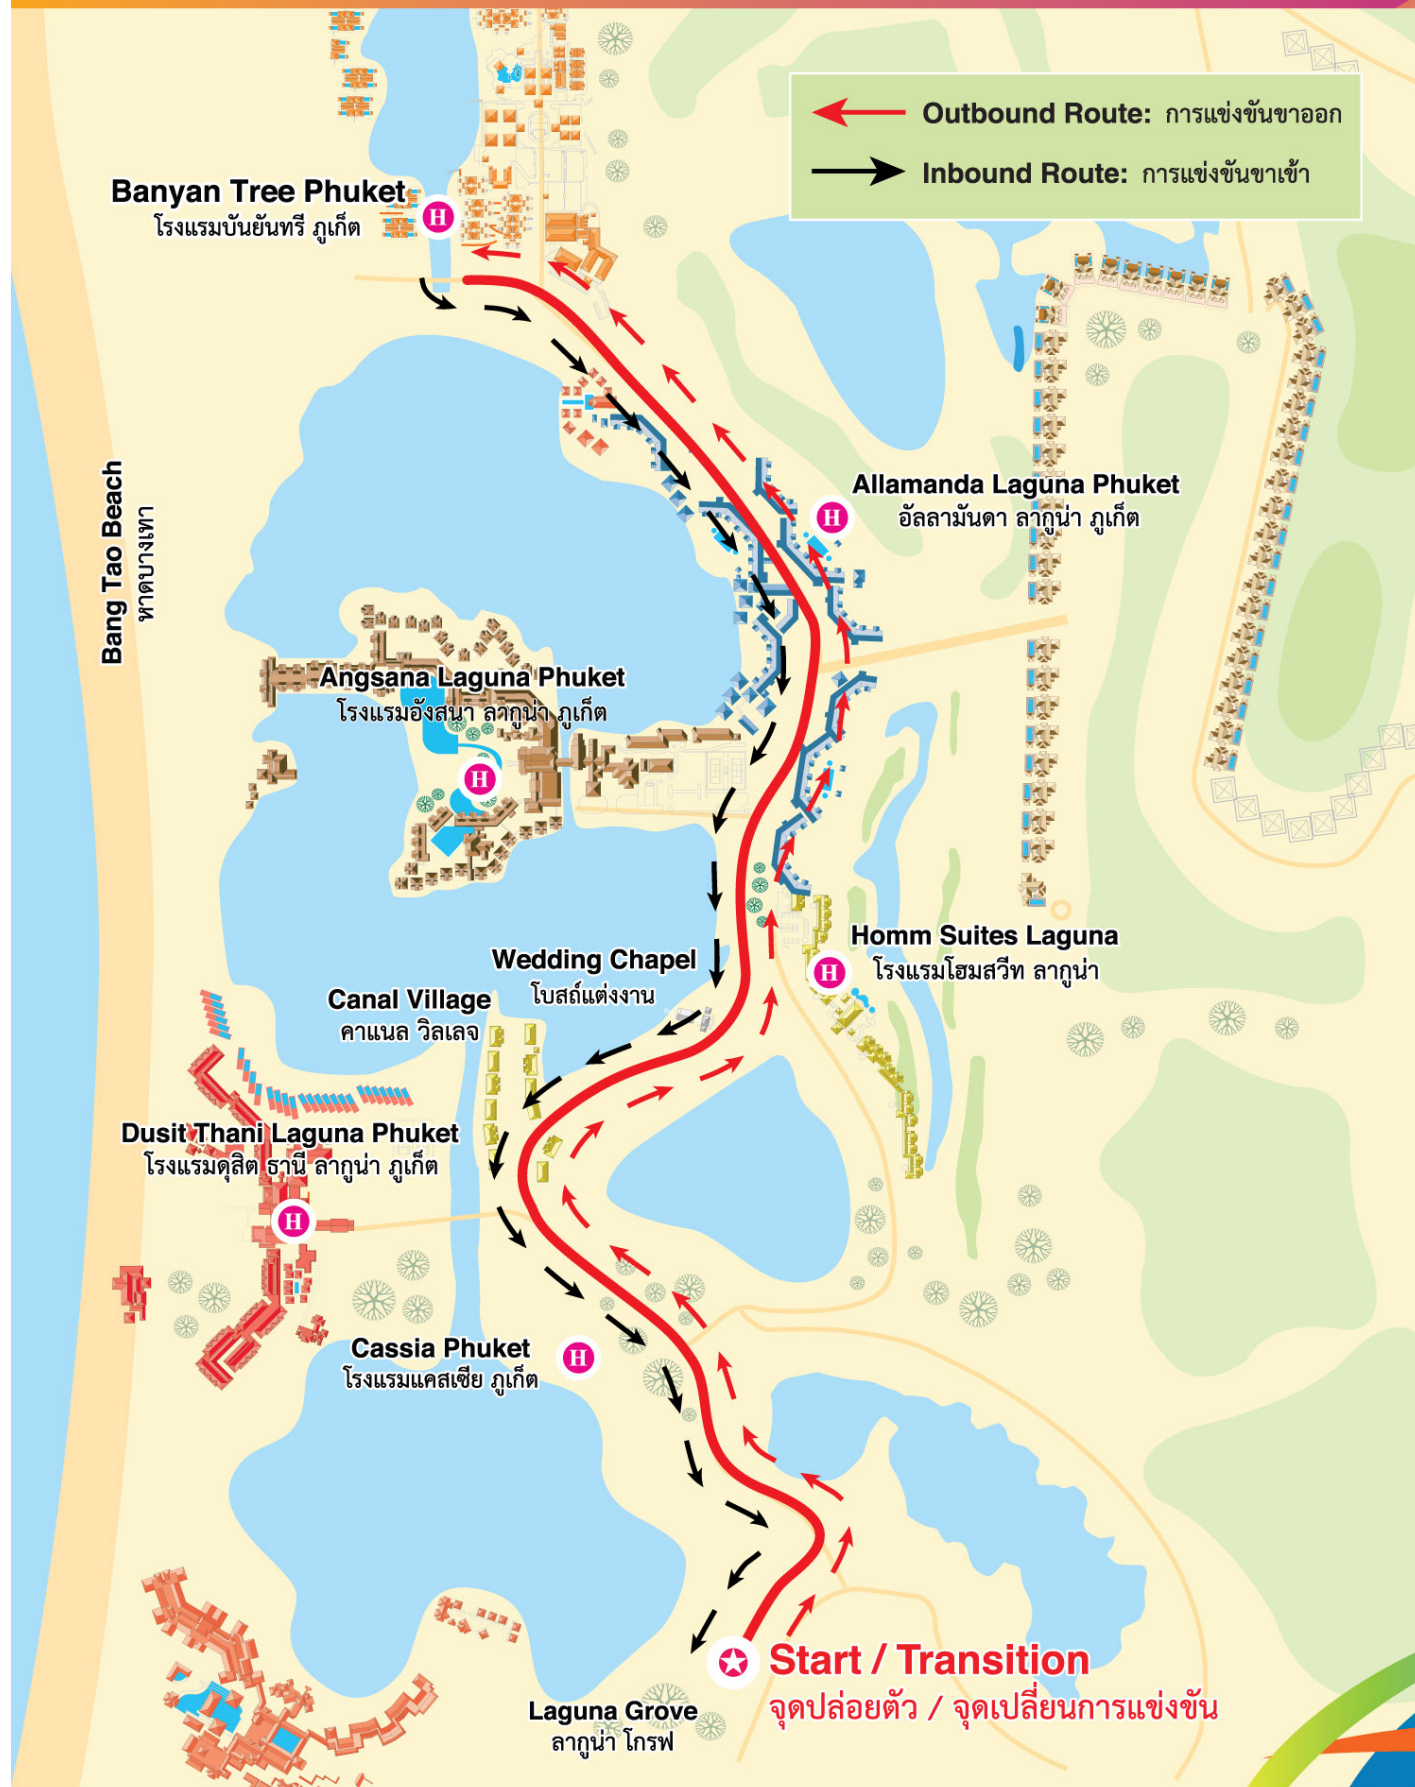 Outbound Route: การแข่งขันขาออก
Inbound Route: การแข่งขันขาเข้า
Banyan Tree Phuket
โรงแรมบันยันทรี ภูเก็ต
H
Allamanda Laguna Phuket
อัลลามันดา ลากูน่า ภูเก็ต
H
Bang Tao Beach
หาดบางเทา
Angsana Laguna Phuket
โรงแรมอังสนา ลากูน่า ภูเก็ต
H
Homm Suites Laguna
โรงแรมโฮมสวีท ลากูน่า
H
Wedding Chapel
โบสถ์แต่งงาน
Canal Village
คาแนล วิลเลจ
Dusit Thani Laguna Phuket
โรงแรมดุสิต ธานี ลากูน่า ภูเก็ต
H
Cassia Phuket
โรงแรมแคสเซีย ภูเก็ต
H
Start / Transition
จุดปล่อยตัว / จุดเปลี่ยนการแข่งขัน
Laguna Grove
ลากูน่า โกรฟ